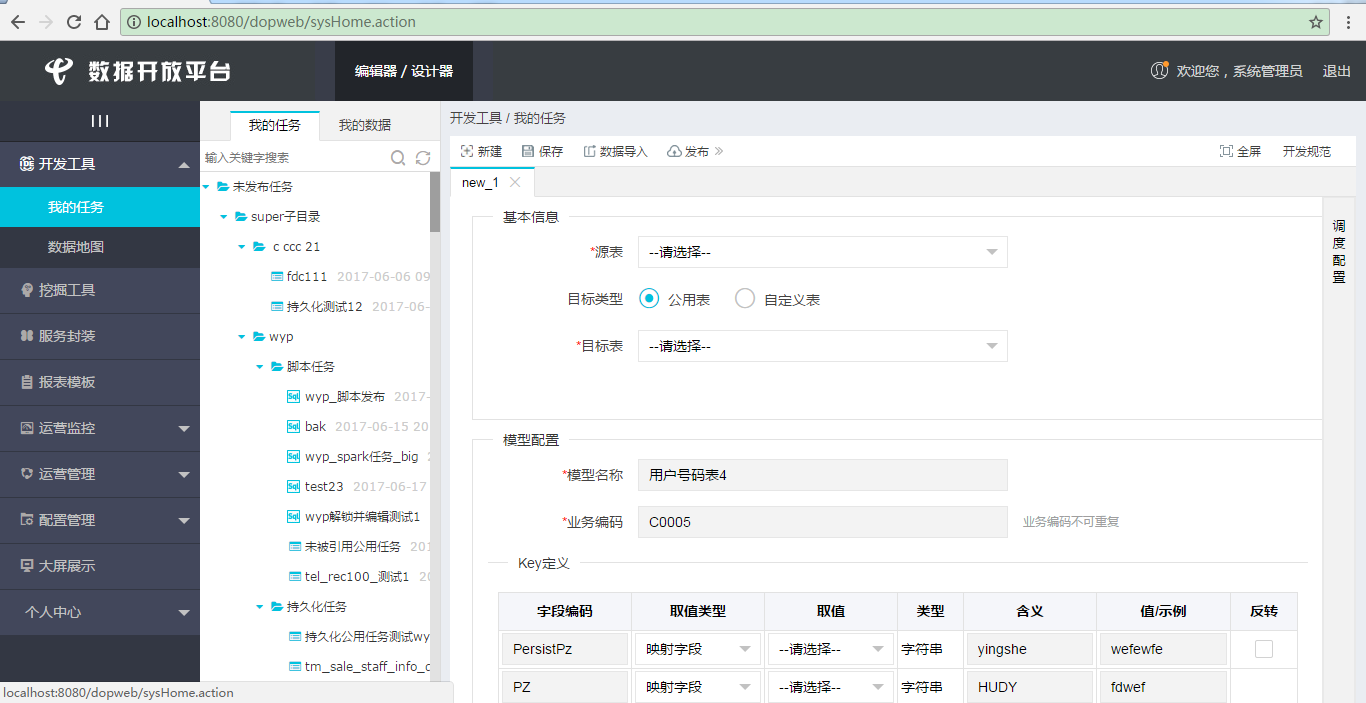 localhost:8080/dopweb/sysHome.action
数据开放平台
编辑器 / 设计器
欢迎您，系统管理员 退出
开发工具
我的任务
数据地图
挖掘工具
服务封装
报表模板
运营监控
运营管理
配置管理
大屏展示
个人中心
我的任务 我的数据
输入关键字搜索
未发布任务
super子目录
c ccc 21
fdc111 2017-06-06 09
持久化测试12 2017-06-
wyp
脚本任务
wyp_脚本发布 2017-
bak 2017-06-15 20
wyp_spark任务_big
test23 2017-06-17
wyp解锁并编辑测试1
未被引用公用任务 201
tel_rec100_测试1 20
持久化任务
持久化公用任务测试wy
tm_sale_staff_info_c
开发工具 / 我的任务
新建 保存 数据导入 发布 全屏 开发规范
new_1
基本信息
*源表 --请选择--
目标类型 公用表 自定义表
*目标表 --请选择--
调度配置
模型配置
*模型名称 用户号码表4
*业务编码 C0005 业务编码不可重复
Key定义
字段编码 取值类型 取值 类型 含义 值/示例 反转
PersistPz 映射字段 --请选择-- 字符串 yingshe wefewfe
PZ 映射字段 --请选择-- 字符串 HUDY fdwef
localhost:8080/dopweb/sysHome.action